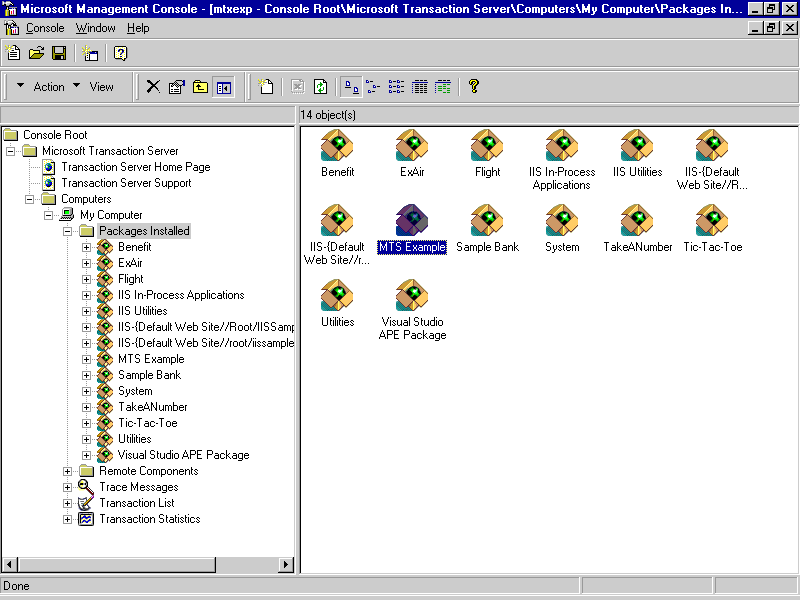 Microsoft Management Console - [mtxexp - Console Root\Microsoft Transaction Server\Computers\My Computer\Packages In...
Console Window Help
Action View
14 object(s)
Console Root
Microsoft Transaction Server
Transaction Server Home Page
Transaction Server Support
Computers
My Computer
Packages Installed
Benefit
ExAir
Flight
IIS In-Process Applications
IIS Utilities
IIS-{Default Web Site//Root/IISSamp
IIS-{Default Web Site//root/iissample
MTS Example
Sample Bank
System
TakeANumber
Tic-Tac-Toe
Utilities
Visual Studio APE Package
Remote Components
Trace Messages
Transaction List
Transaction Statistics
Benefit ExAir Flight IIS In-Process IIS Utilities IIS-{Default
Applications Web Site//R...
IIS-{Default MTS Example Sample Bank System TakeANumber Tic-Tac-Toe
Web Site//r...
Utilities Visual Studio
APE Package
Done